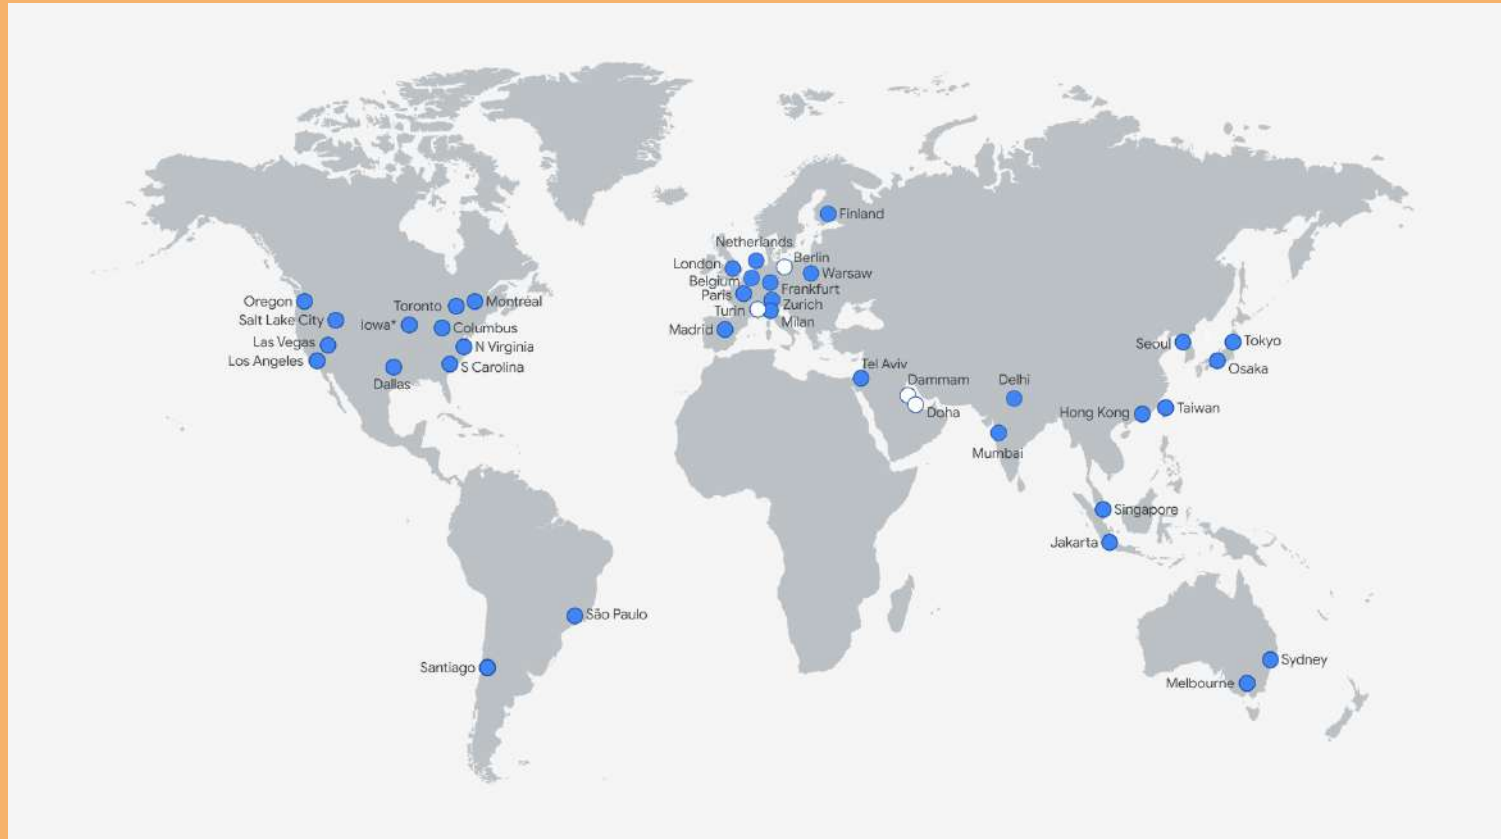 Finland
Netherlands
Berlin
London
Warsaw
Belgium
Frankfurt
Paris
Zurich
Turin
Milan
Madrid
Oregon
Toronto
Montréal
Salt Lake City
Iowa*
Columbus
Las Vegas
N Virginia
Los Angeles
S Carolina
Dallas
Tel Aviv
Dammam
Doha
Delhi
Mumbai
Seoul
Tokyo
Osaka
Hong Kong
Taiwan
Singapore
Jakarta
São Paulo
Santiago
Sydney
Melbourne